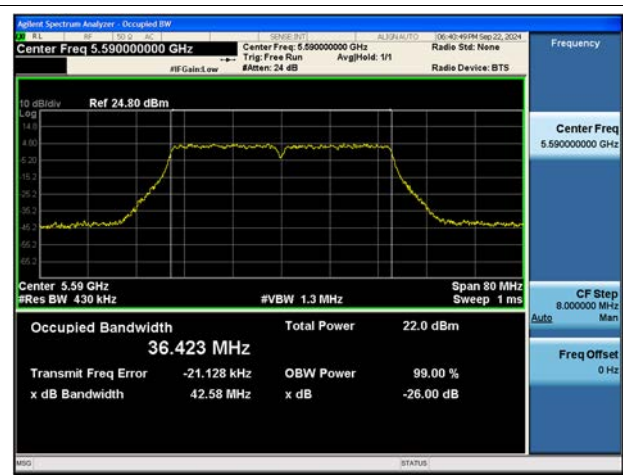 Agilent Spectrum Analyzer - Occupied BW
RL RF 50 Ω AC SENSE:INT ALIGNAUTO 06:40:49 PM Sep 22, 2024
Center Freq 5.590000000 GHz
Center Freq: 5.590000000 GHz
Radio Std: None
Trig: Free Run Avg|Hold: 1/1
#IFGain:Low #Atten: 24 dB Radio Device: BTS
Frequency
10 dB/div Ref 24.80 dBm
Log
14.8
4.80
-5.20
-15.2
-25.2
-35.2
-45.2
-55.2
-65.2
Center 5.59 GHz Span 80 MHz
#Res BW 430 kHz #VBW 1.3 MHz Sweep 1 ms
Occupied Bandwidth Total Power 22.0 dBm
36.423 MHz
Transmit Freq Error -21.128 kHz OBW Power 99.00 %
x dB Bandwidth 42.58 MHz x dB -26.00 dB
Center Freq
5.590000000 GHz
CF Step
8.000000 MHz
Auto Man
Freq Offset
0 Hz
MSG STATUS